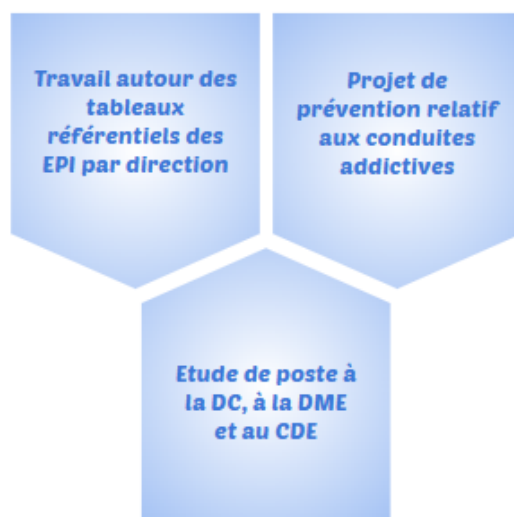 Travail autour des
tableaux
référentiels des
EPI par direction
Projet de
prévention relatif
aux conduites
addictives
Etude de poste à
la DC, à la DME
et au CDE